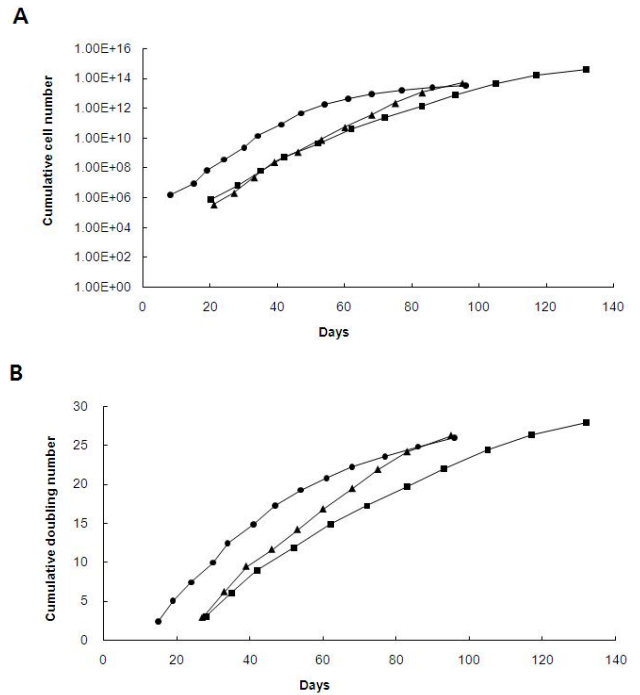 A
Cumulative cell number
1.00E+16
1.00E+14
1.00E+12
1.00E+10
1.00E+08
1.00E+06
1.00E+04
1.00E+02
1.00E+00
0 20 40 60 80 100 120 140
Days
B
Cumulative doubling number
30
25
20
15
10
5
0
0 20 40 60 80 100 120 140
Days